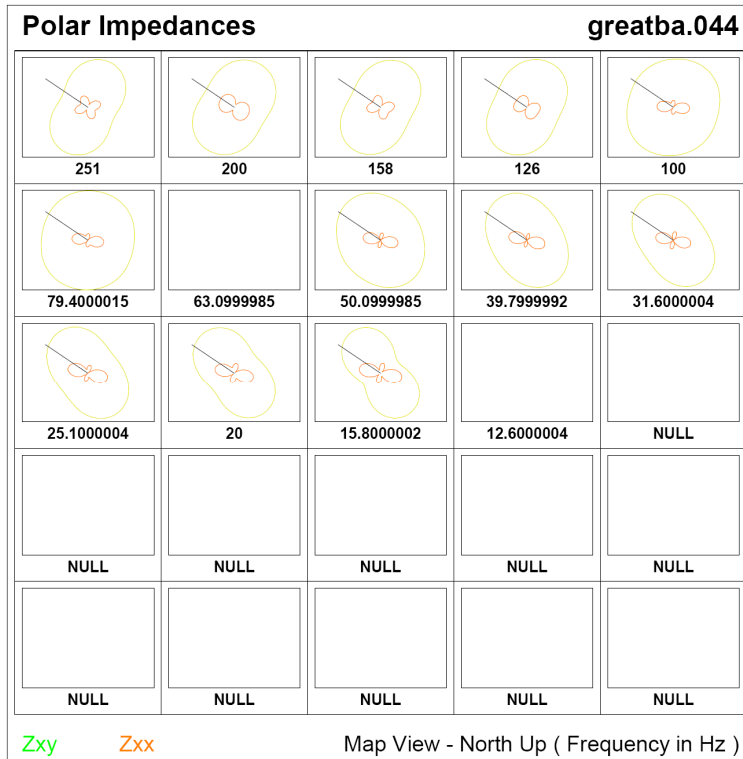 Polar Impedances greatba.044
251 200 158 126 100
79.4000015 63.0999985 50.0999985 39.7999992 31.6000004
25.1000004 20 15.8000002 12.6000004 NULL
NULL NULL NULL NULL NULL
NULL NULL NULL NULL NULL
Zxy Zxx Map View - North Up ( Frequency in Hz )